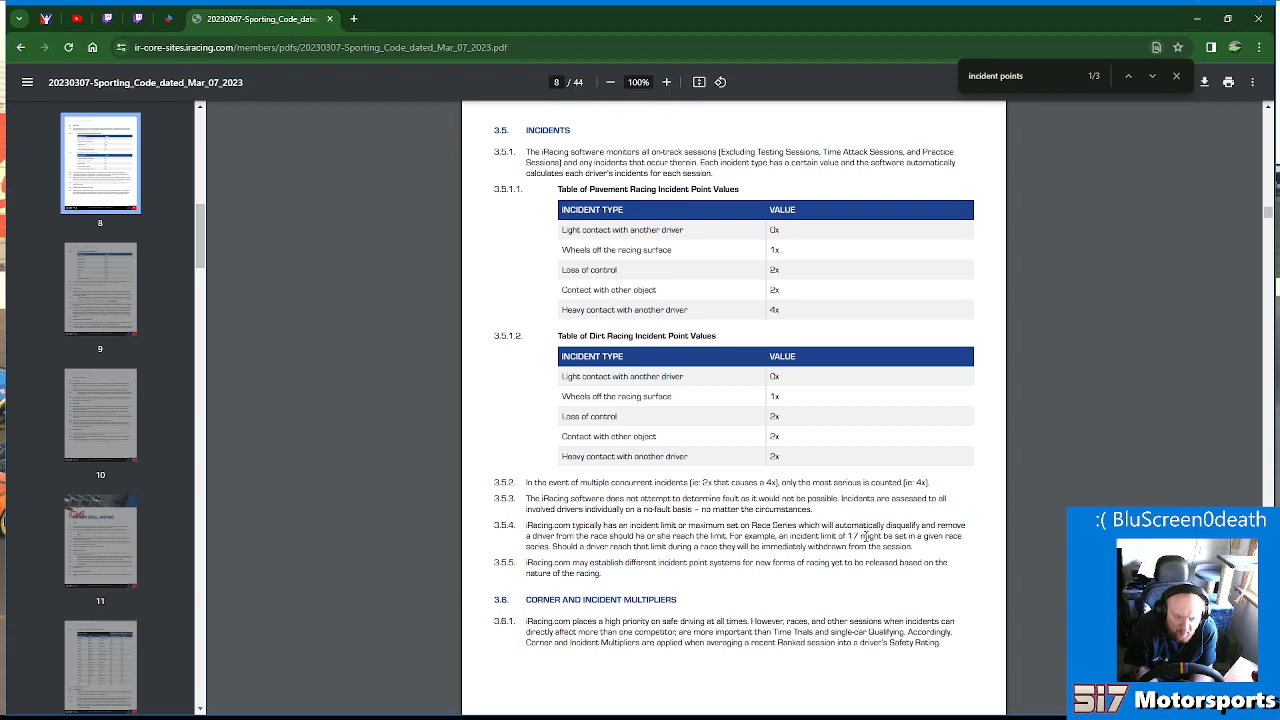 20230307-Sporting_Code_dated_
ir-core-sites.iracing.com/members/pdfs/20230307-Sporting_Code_dated_Mar_07_2023.pdf
incident points 1/3
20230307-Sporting_Code_dated_Mar_07_2023
8 / 44
100%
3.5. INCIDENTS
3.5.1. The iRacing software monitors all on-track sessions (Excluding Testing Sessions, Time Attack Sessions, and Practice
Sessions) and any incidents that occur therein. Each incident type has a certain value and the software automatically
calculates each driver's incidents for each session.
3.5.1.1. Table of Pavement Racing Incident Point Values
INCIDENT TYPE VALUE
Light contact with another driver 0x
Wheels off the racing surface 1x
Loss of control 2x
Contact with other object 2x
Heavy contact with another driver 4x
3.5.1.2. Table of Dirt Racing Incident Point Values
INCIDENT TYPE VALUE
Light contact with another driver 0x
Wheels off the racing surface 1x
Loss of control 2x
Contact with other object 2x
Heavy contact with another driver 2x
3.5.2. In the event of multiple concurrent incidents (ie: 2x that causes a 4x), only the most serious is counted (ie: 4x).
3.5.3. The iRacing software does not attempt to determine fault as it would not be possible. Incidents are assessed to all
involved drivers individually on a no-fault basis – no matter the circumstances.
3.5.4. iRacing.com typically has an incident limit or maximum set on Race Sessions which will automatically disqualify and remove
a driver from the race should he or she reach the limit. For example, an incident limit of 17 might be set in a given race
series. Should a driver reach that limit during a race they will be immediately withdrawn from the session.
3.5.5. iRacing.com may establish different incident point systems for new forms of racing yet to be released based on the
nature of the racing.
3.6. CORNER AND INCIDENT MULTIPLIERS
3.6.1. iRacing.com places a high priority on safe driving at all times. However, races, and other sessions when incidents can
directly affect more than one competitor, are more important than Time Trials and single-car Qualifying. Accordingly,
Corner and Incident Multipliers are applied when averaging a recent Ranked session into a driver's Safety Rating.
8
9
10
11
:( BluScreen0death
517 Motorsports